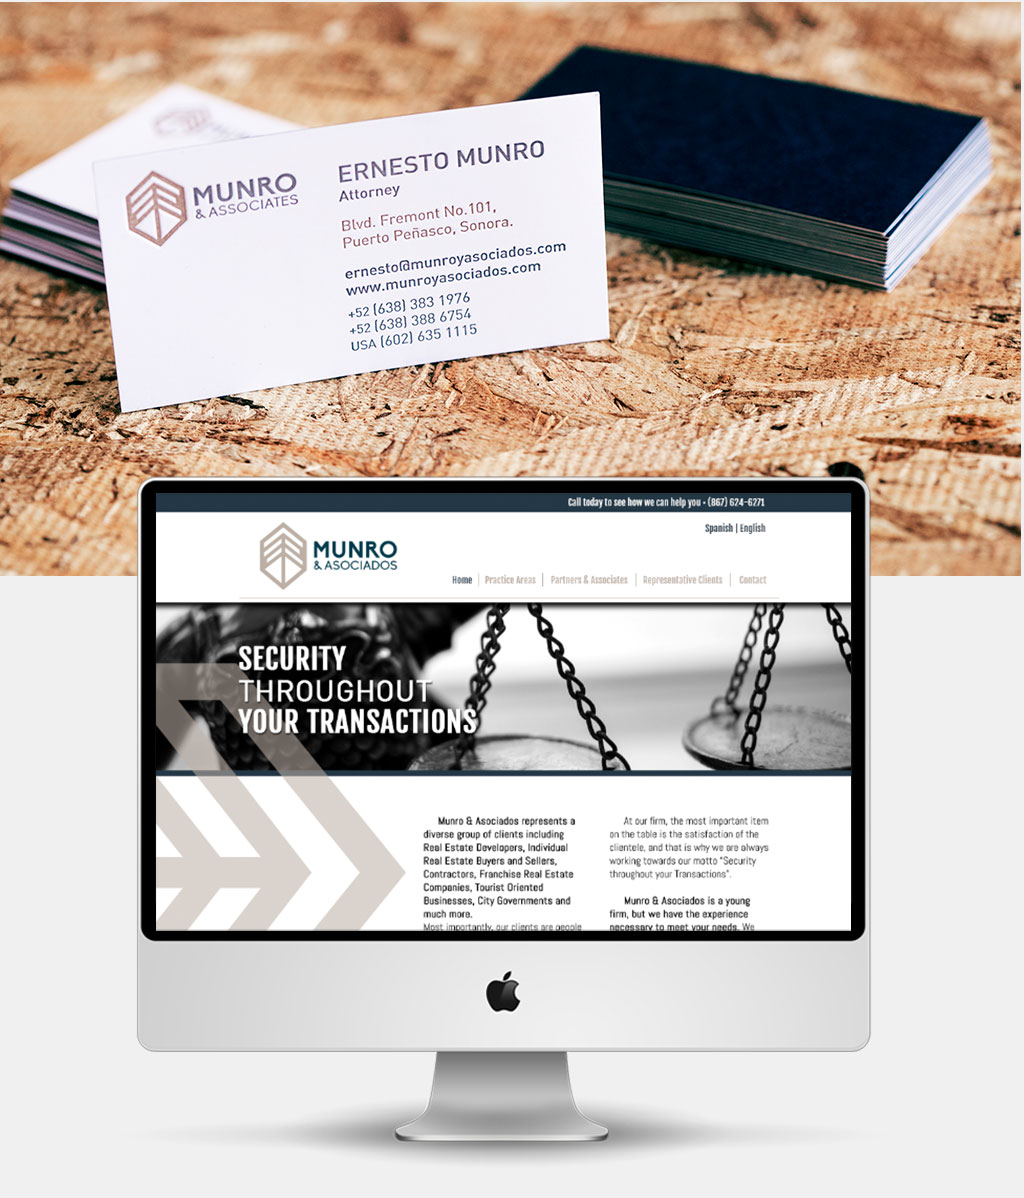 MUNRO
& ASSOCIATES
ERNESTO MUNRO
Attorney
Blvd. Fremont No.101,
Puerto Peñasco, Sonora.
ernesto@munroyasociados.com
www.munroyasociados.com
+52 (638) 383 1976
+52 (638) 388 6754
USA (602) 635 1115
Call today to see how we can help you • (867) 624-6271
Spanish | English
MUNRO
& ASOCIADOS
Home | Practice Areas | Partners & Associates | Representative Clients | Contact
SECURITY
THROUGHOUT
YOUR TRANSACTIONS
Munro & Asociados represents a
diverse group of clients including
Real Estate Developers, Individual
Real Estate Buyers and Sellers,
Contractors, Franchise Real Estate
Companies, Tourist Oriented
Businesses, City Governments and
much more.
Most importantly, our clients are people
At our firm, the most important item
on the table is the satisfaction of the
clientele, and that is why we are always
working towards our motto "Security
throughout your Transactions".
Munro & Asociados is a young
firm, but we have the experience
necessary to meet your needs. We